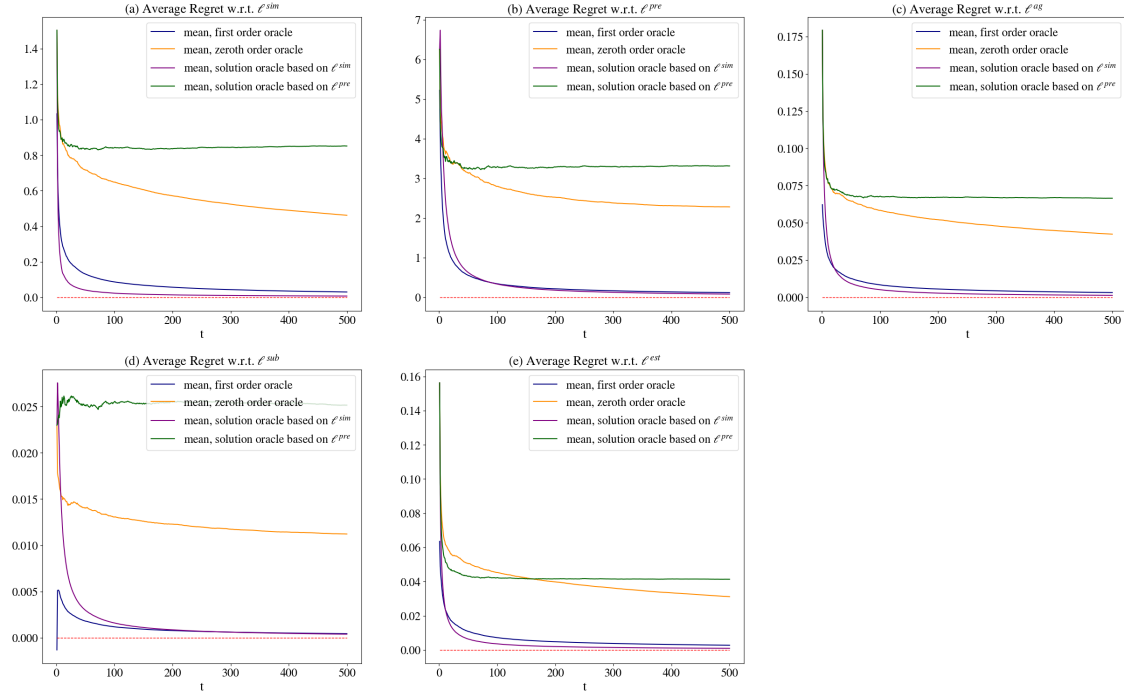 (a) Average Regret w.r.t. ℓ^sim
mean, first order oracle
mean, zeroth order oracle
mean, solution oracle based on ℓ^sim
mean, solution oracle based on ℓ^pre
1.4
1.2
1.0
0.8
0.6
0.4
0.2
0.0
0
100
200
300
400
500
t
(b) Average Regret w.r.t. ℓ^pre
mean, first order oracle
mean, zeroth order oracle
mean, solution oracle based on ℓ^sim
mean, solution oracle based on ℓ^pre
7
6
5
4
3
2
1
0
0
100
200
300
400
500
t
(c) Average Regret w.r.t. ℓ^ag
mean, first order oracle
mean, zeroth order oracle
mean, solution oracle based on ℓ^sim
mean, solution oracle based on ℓ^pre
0.175
0.150
0.125
0.100
0.075
0.050
0.025
0.000
0
100
200
300
400
500
t
(d) Average Regret w.r.t. ℓ^sub
mean, first order oracle
mean, zeroth order oracle
mean, solution oracle based on ℓ^sim
mean, solution oracle based on ℓ^pre
0.025
0.020
0.015
0.010
0.005
0.000
0
100
200
300
400
500
t
(e) Average Regret w.r.t. ℓ^est
mean, first order oracle
mean, zeroth order oracle
mean, solution oracle based on ℓ^sim
mean, solution oracle based on ℓ^pre
0.16
0.14
0.12
0.10
0.08
0.06
0.04
0.02
0.00
0
100
200
300
400
500
t